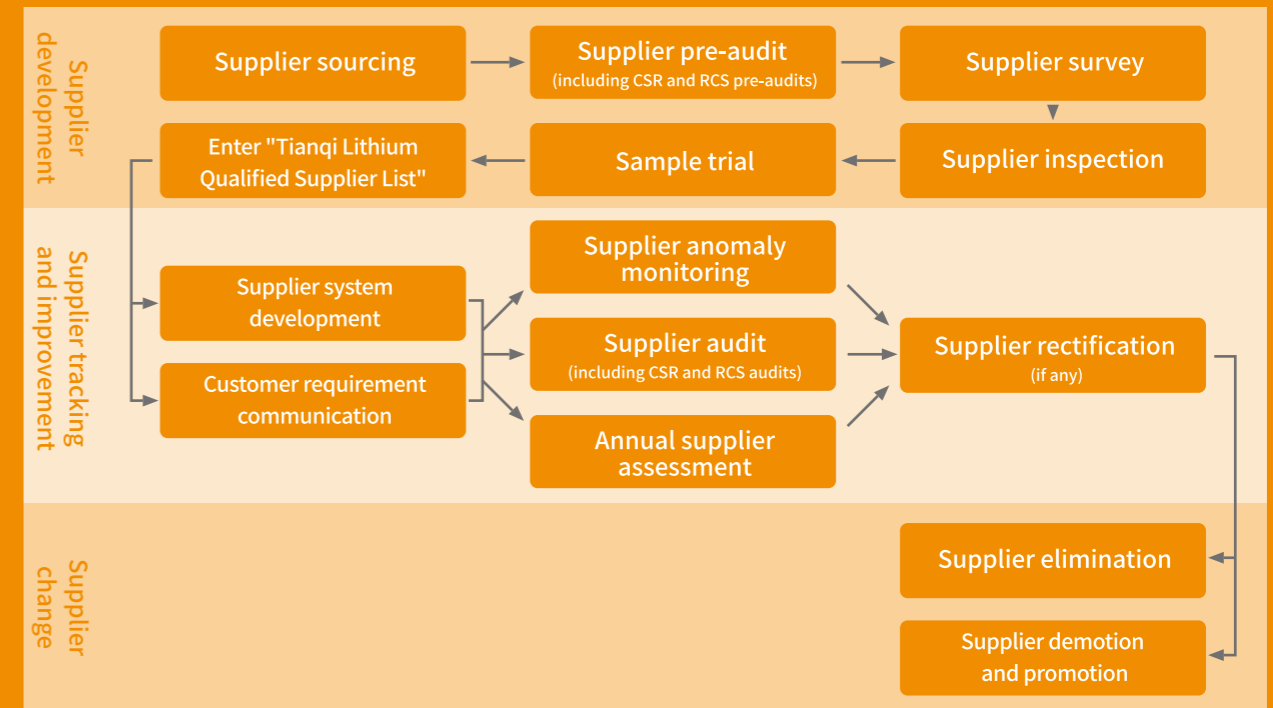 Supplier
development
Supplier sourcing
Supplier pre-audit
(including CSR and RCS pre-audits)
Supplier survey
Enter "Tianqi Lithium
Qualified Supplier List"
Sample trial
Supplier inspection
Supplier tracking
and improvement
Supplier system
development
Customer requirement
communication
Supplier anomaly
monitoring
Supplier audit
(including CSR and RCS audits)
Annual supplier
assessment
Supplier rectification
(if any)
Supplier
change
Supplier elimination
Supplier demotion
and promotion